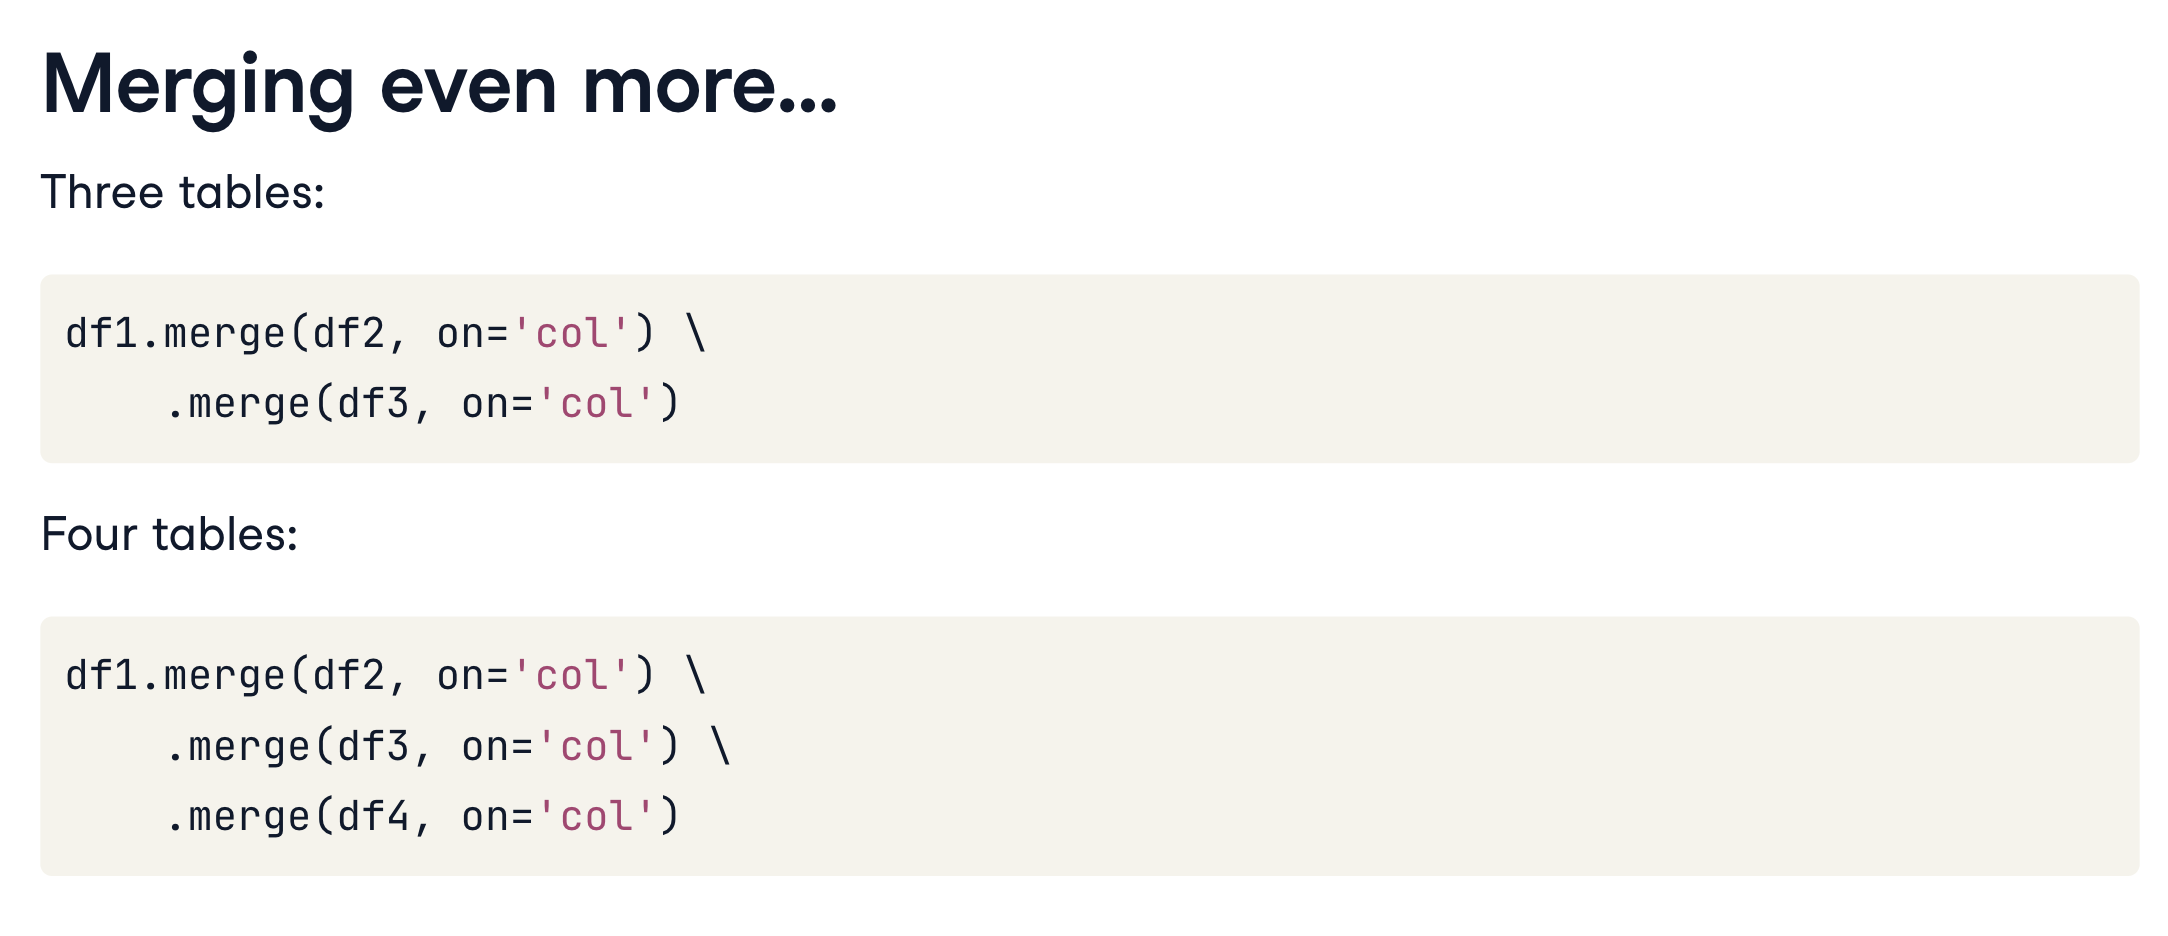 Merging even more...
Three tables:
df1.merge(df2, on='col') \
    .merge(df3, on='col')
Four tables:
df1.merge(df2, on='col') \
    .merge(df3, on='col') \
    .merge(df4, on='col')